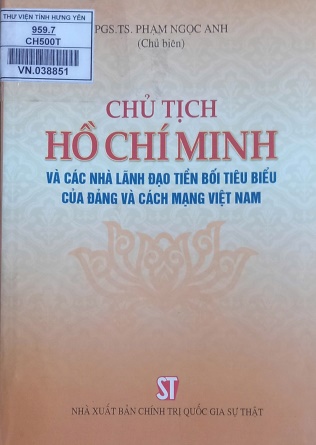 THƯ VIỆN TỈNH HƯNG YÊN
959.7
CH500T
VN.038851
PGS.TS. PHẠM NGỌC ANH
(Chủ biên)
CHỦ TỊCH
HỒ CHÍ MINH
VÀ CÁC NHÀ LÃNH ĐẠO TIỀN BỐI TIÊU BIỂU
CỦA ĐẢNG VÀ CÁCH MẠNG VIỆT NAM
ST
NHÀ XUẤT BẢN CHÍNH TRỊ QUỐC GIA SỰ THẬT